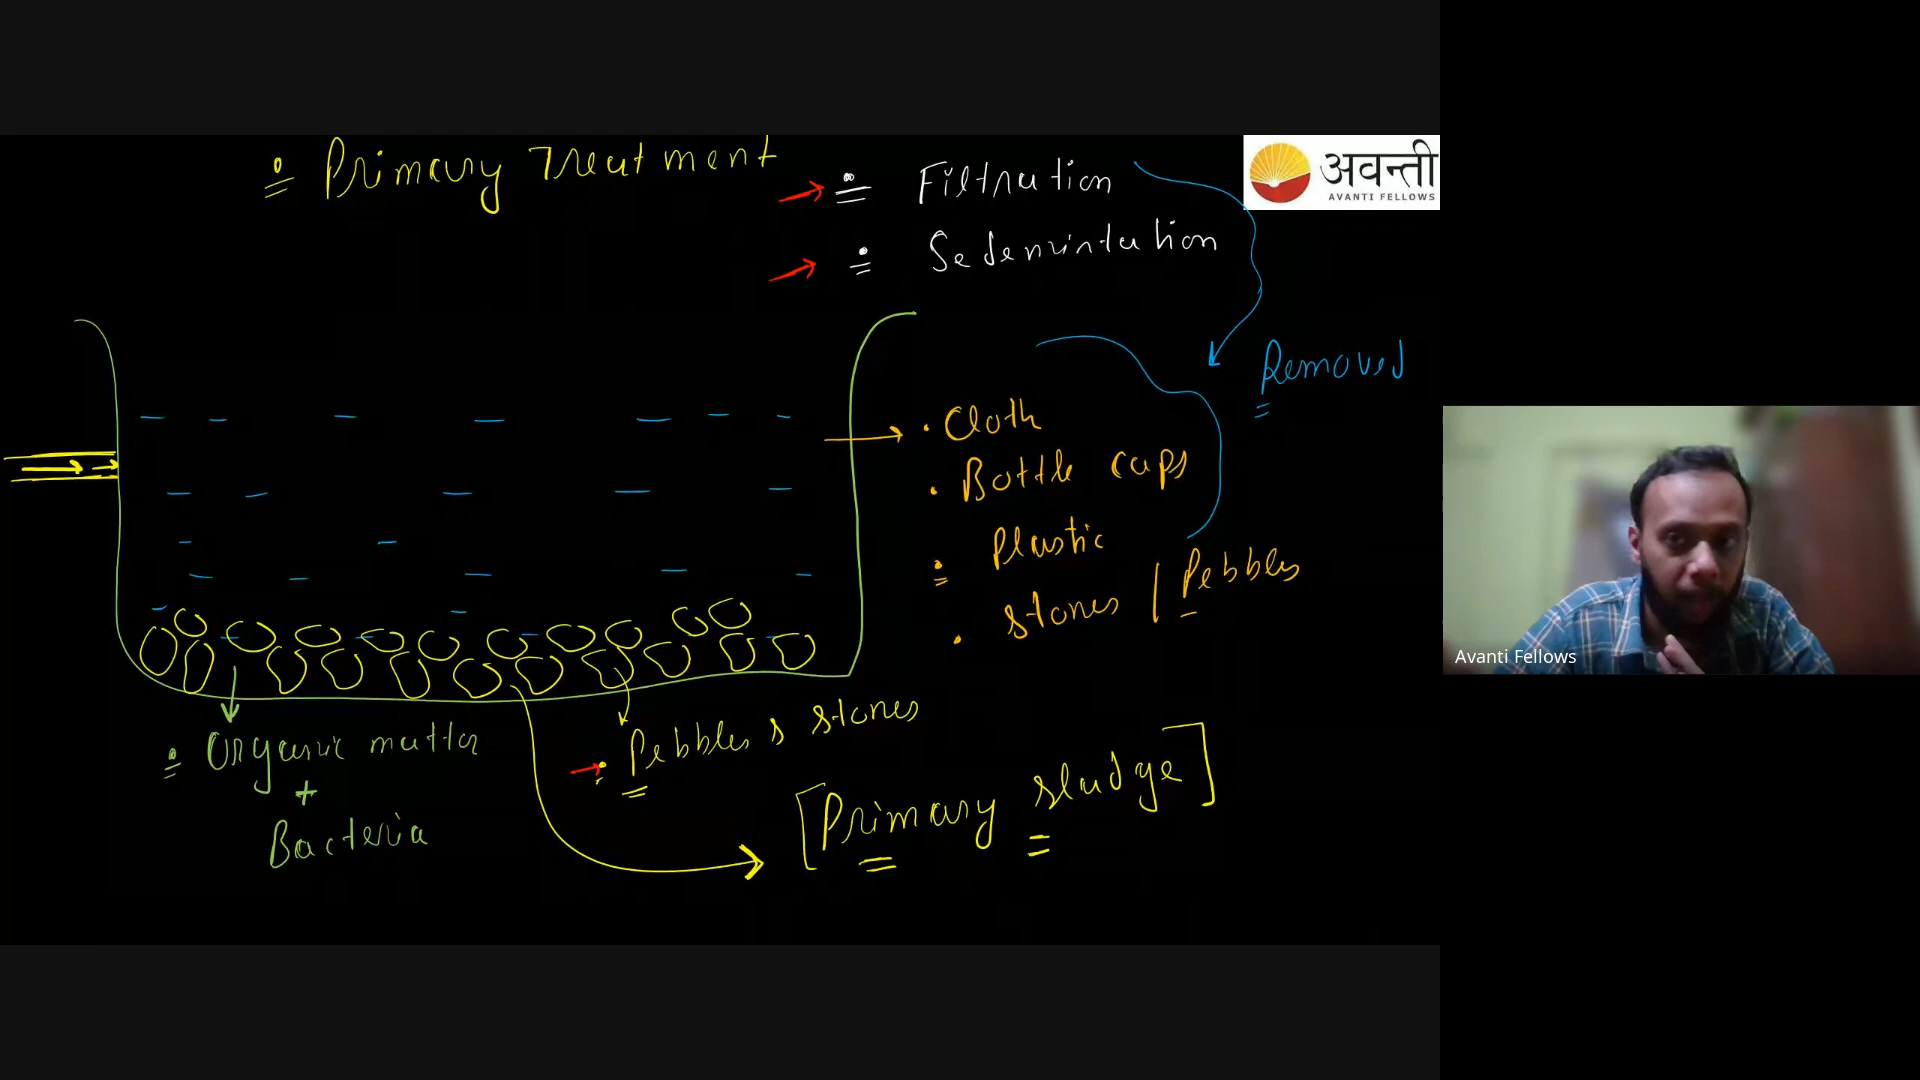 Primary Treatment
Filtration
Sedemintation
अवन्ती
AVANTI FELLOWS
Removed
Cloth
Bottle caps
Plastic
stones / Pebbles
Organic matter
+
Bacteria
Pebbles & stones
[Primary sludge]
Avanti Fellows